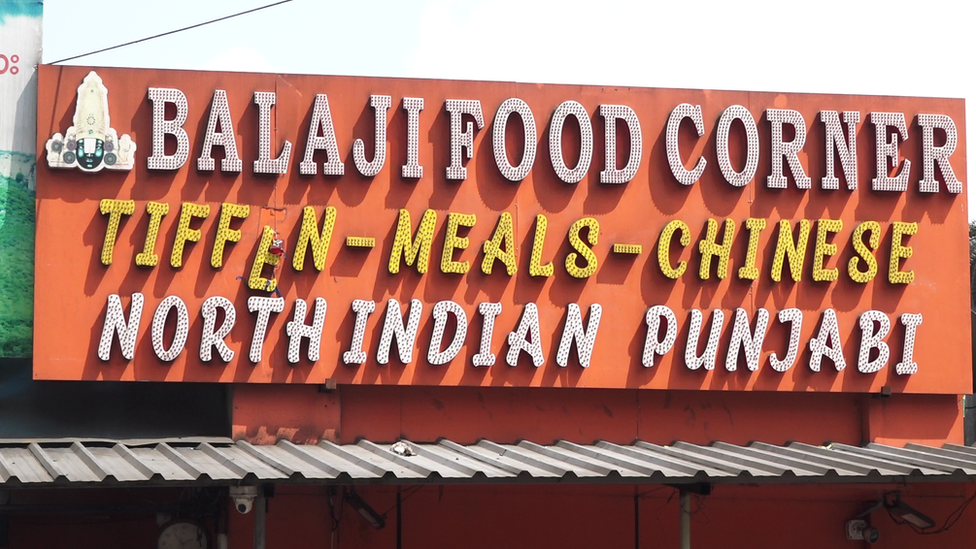 BALAJI FOOD CORNER
TIFFEN - MEALS - CHINESE
NORTH INDIAN PUNJABI